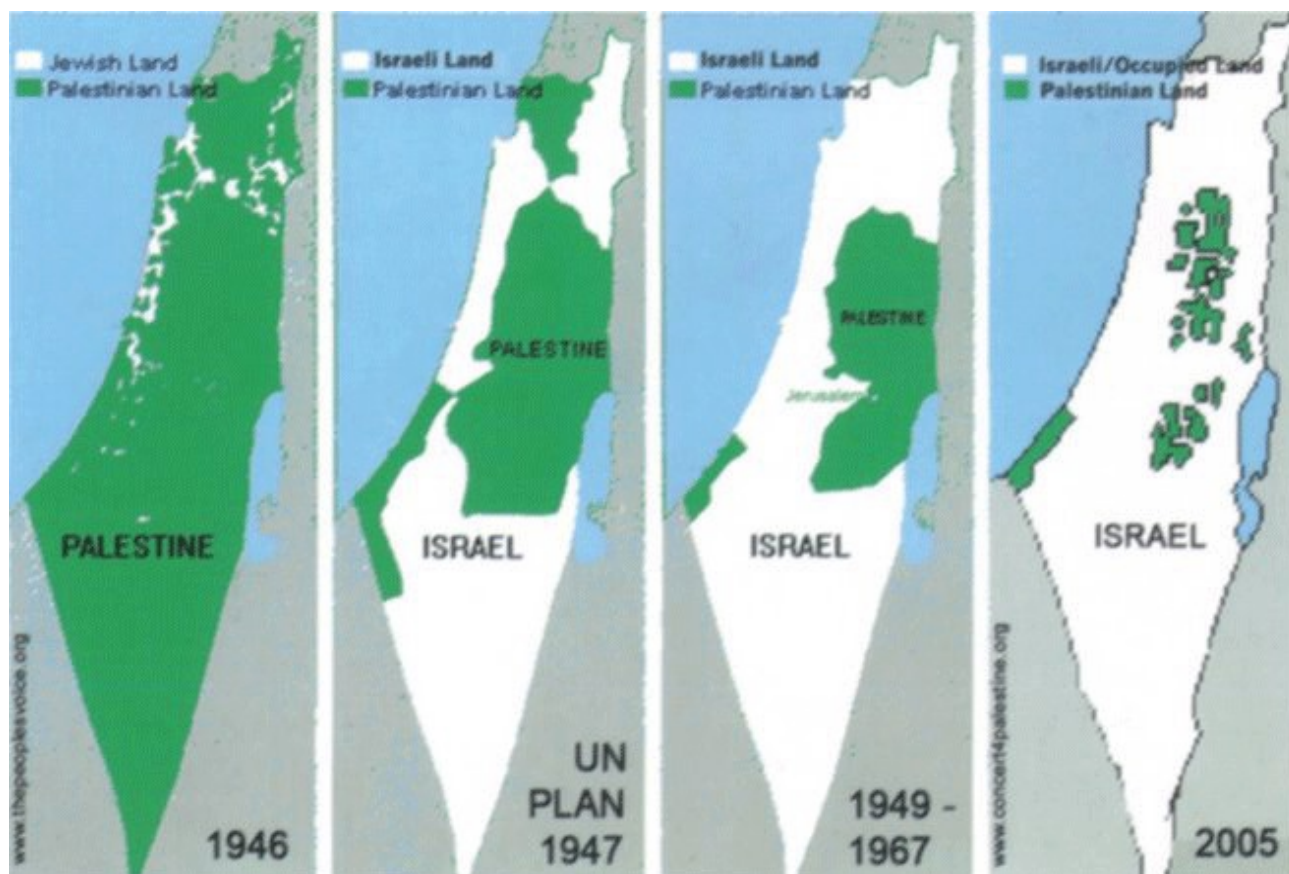 Jewish Land
Palestinian Land
PALESTINE
1946
www.thepeoplesvoice.org
Israeli Land
Palestinian Land
PALESTINE
ISRAEL
UN
PLAN
1947
Israeli Land
Palestinian Land
PALESTINE
Jerusalem
ISRAEL
1949 -
1967
Israeli/Occupied Land
Palestinian Land
ISRAEL
2005
www.concert4palestine.org